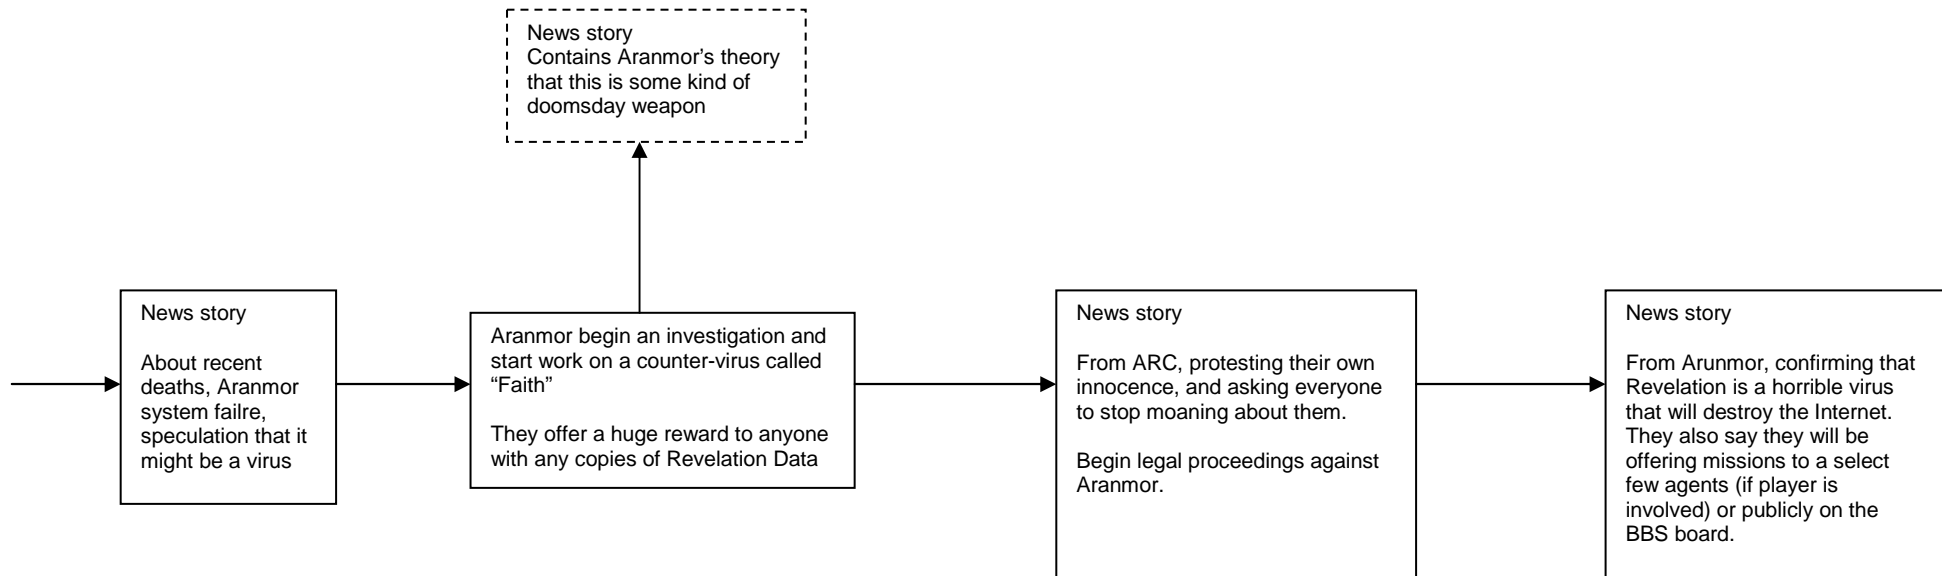 News story
Contains Aranmor’s theory
that this is some kind of
doomsday weapon
News story
About recent
deaths, Aranmor
system failre,
speculation that it
might be a virus
Aranmor begin an investigation and
start work on a counter-virus called
“Faith”
They offer a huge reward to anyone
with any copies of Revelation Data
News story
From ARC, protesting their own
innocence, and asking everyone
to stop moaning about them.
Begin legal proceedings against
Aranmor.
News story
From Arunmor, confirming that
Revelation is a horrible virus
that will destroy the Internet.
They also say they will be
offering missions to a select
few agents (if player is
involved) or publicly on the
BBS board.